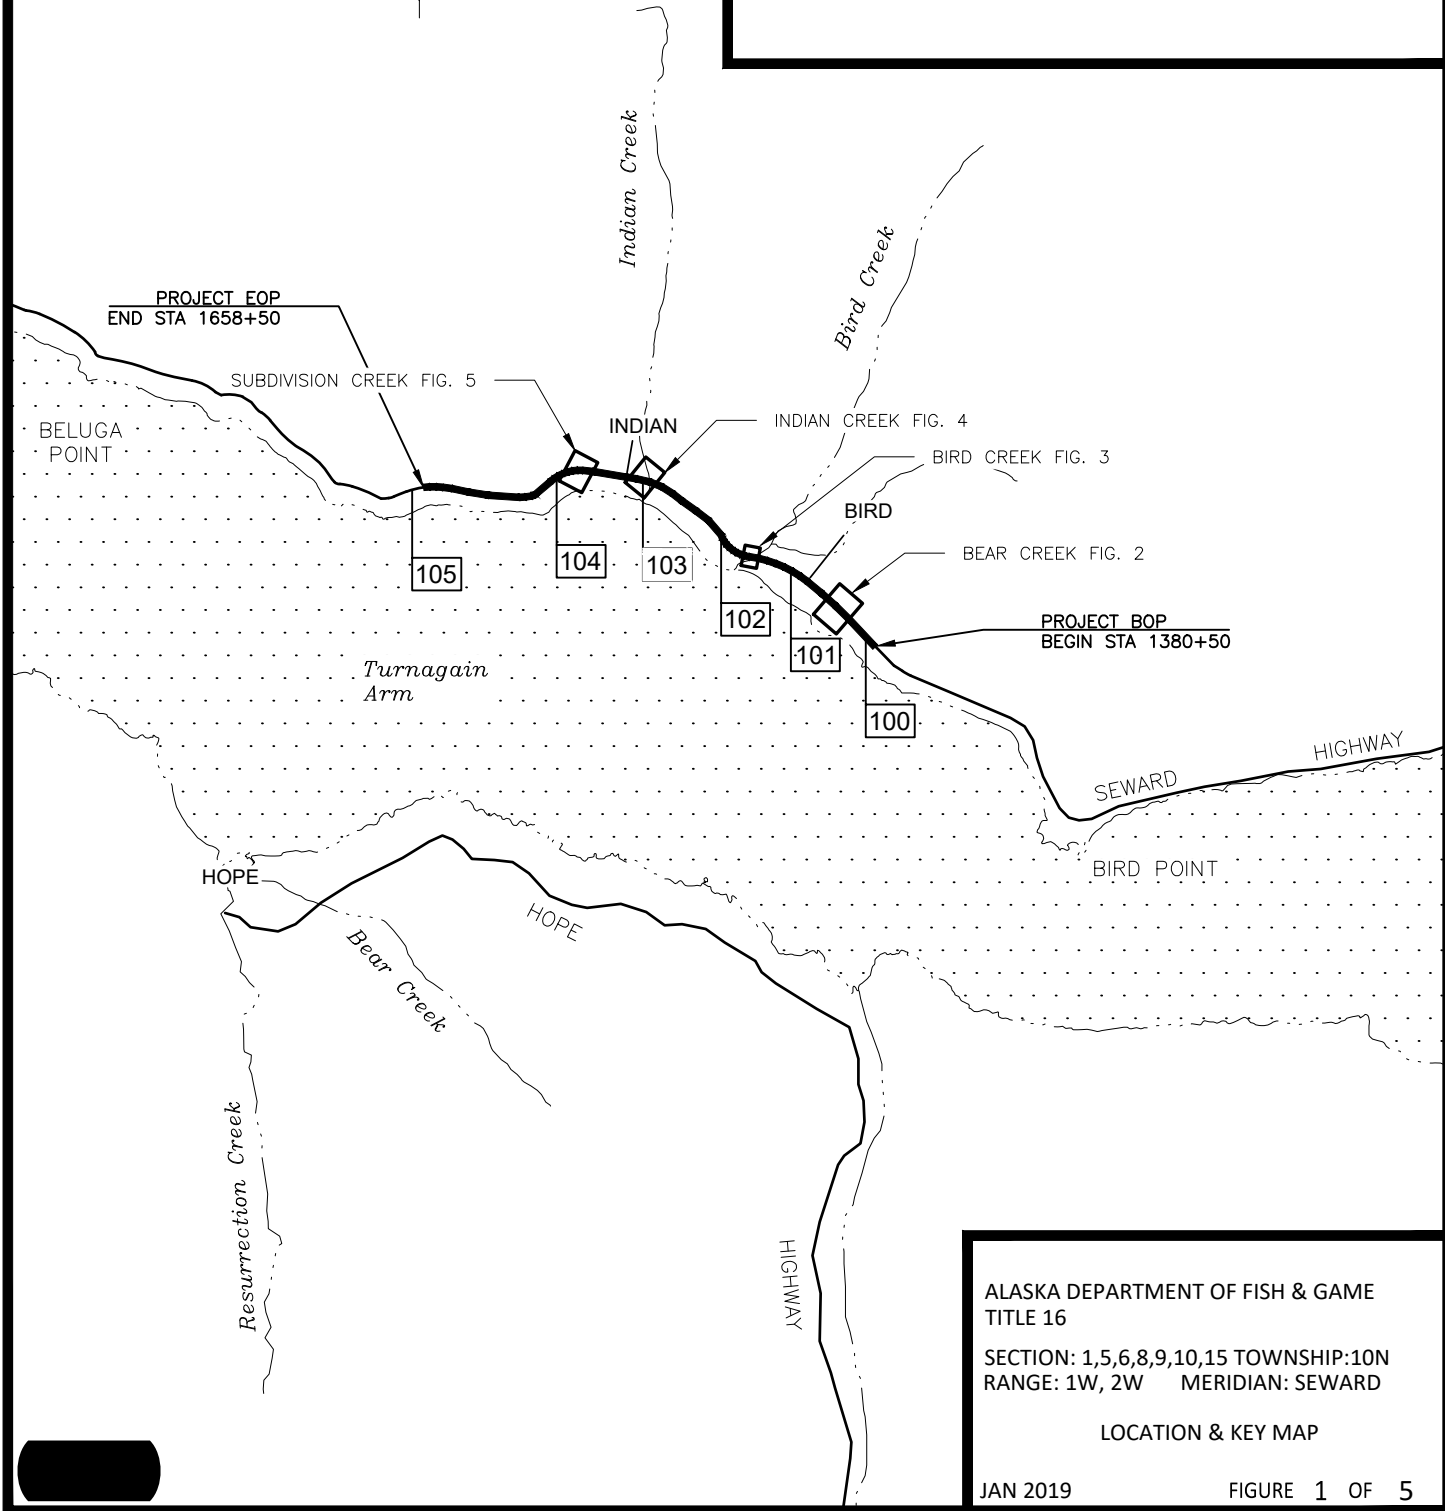 Indian Creek
Bird Creek
PROJECT EOP
END STA 1658+50
SUBDIVISION CREEK FIG. 5
INDIAN
INDIAN CREEK FIG. 4
BELUGA
POINT
BIRD CREEK FIG. 3
BIRD
BEAR CREEK FIG. 2
105
104
103
102
101
100
PROJECT BOP
BEGIN STA 1380+50
Turnagain
Arm
SEWARD
HIGHWAY
BIRD POINT
HOPE
HOPE
Bear Creek
Resurrection Creek
HIGHWAY
ALASKA DEPARTMENT OF FISH & GAME
TITLE 16
SECTION: 1,5,6,8,9,10,15 TOWNSHIP:10N
RANGE: 1W, 2W MERIDIAN: SEWARD
LOCATION & KEY MAP
JAN 2019 FIGURE 1 OF 5